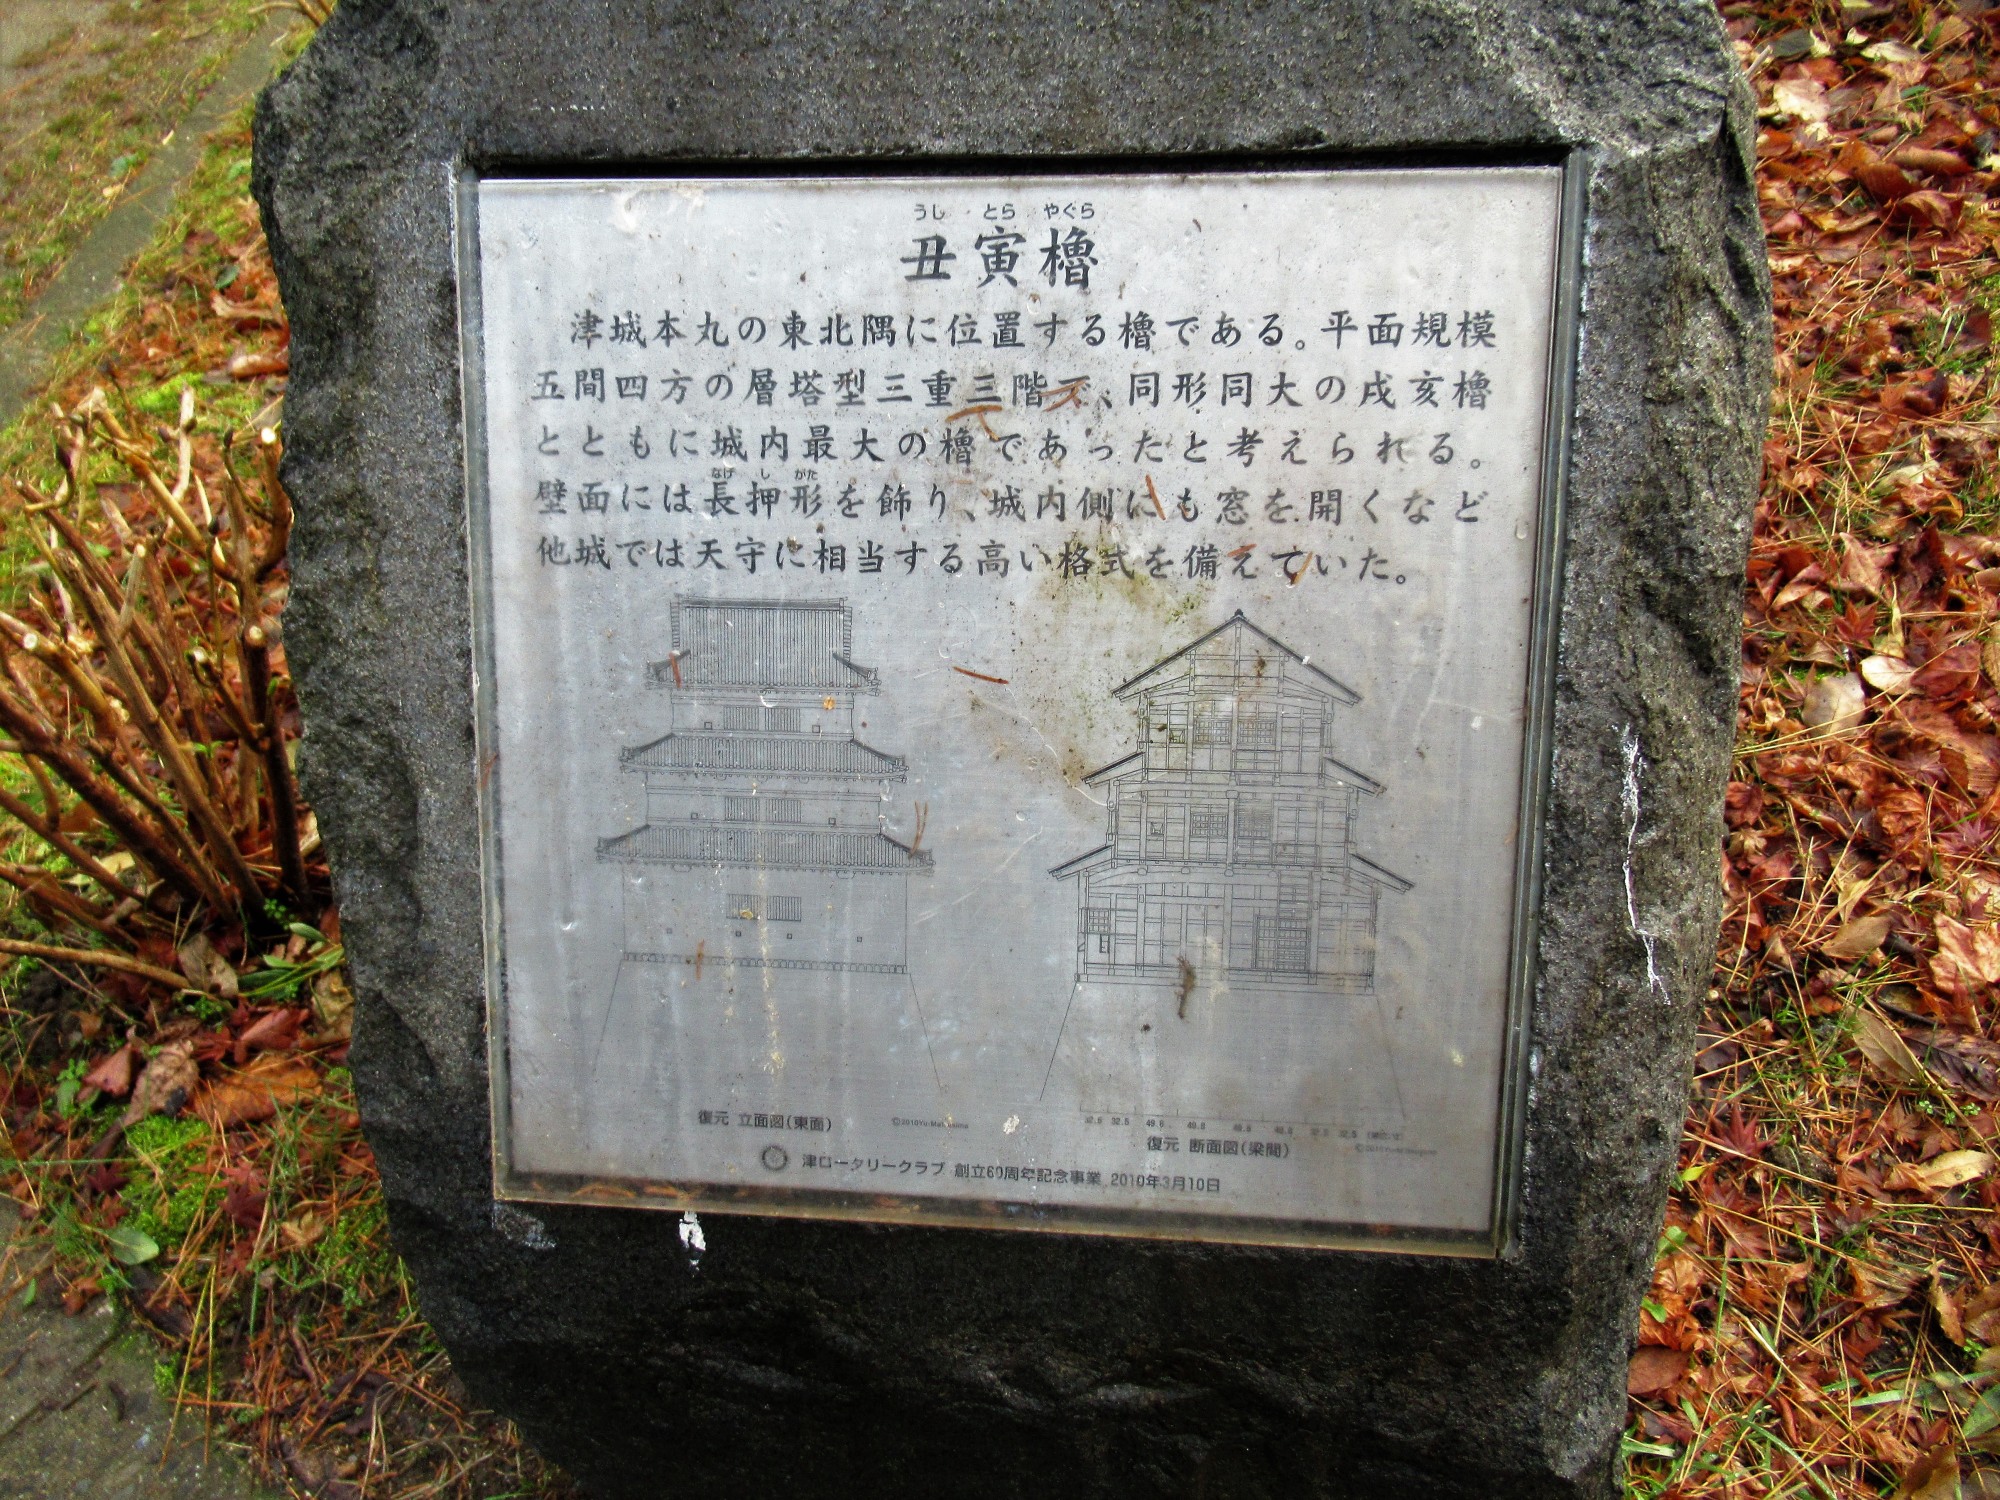 うし とら やぐら
丑寅櫓
津城本丸の東北隅に位置する櫓である。平面規模
五間四方の層塔型三重三階で、同形同大の戌亥櫓
とともに城内最大の櫓であったと考えられる。
なげ し がた
壁面には長押形を飾り、城内側にも窓を開くなど
他城では天守に相当する高い格式を備えていた。
復元 立面図(東面)
32.5 49.8 49.8
復元 断面図(梁間)
津ロータリークラブ 創立60周年記念事業 2010年3月10日